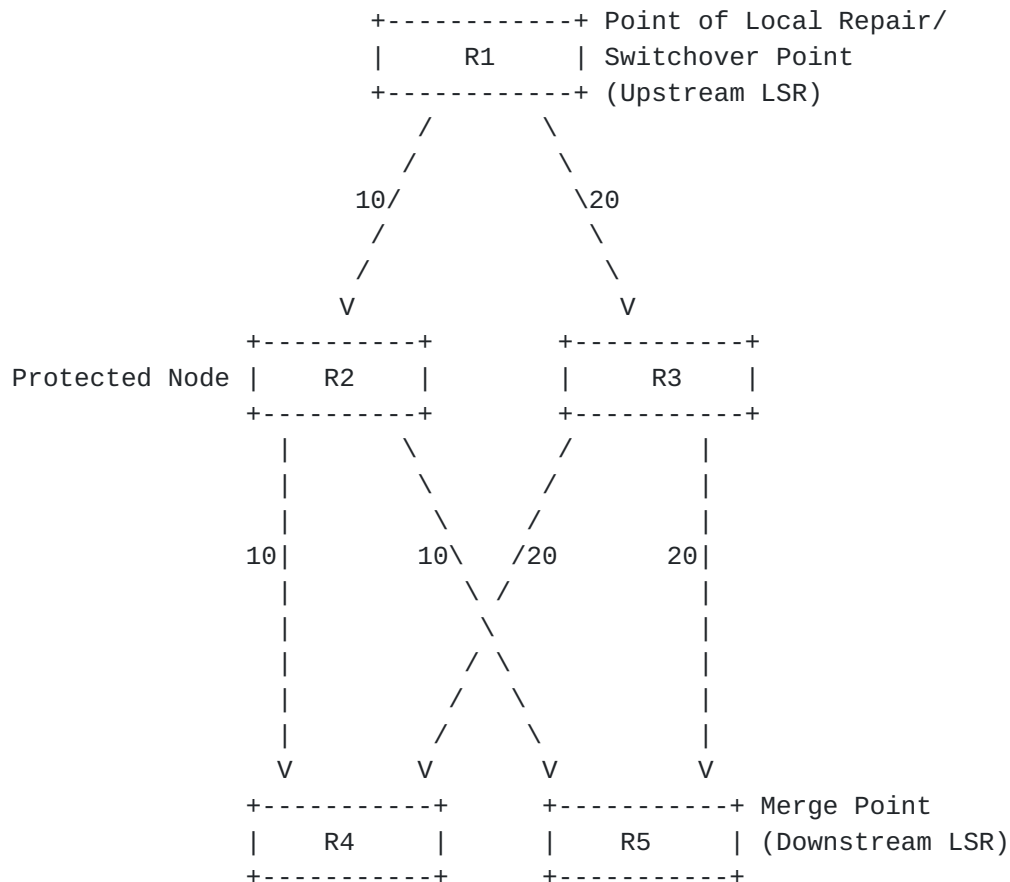 Point of Local Repair/
R1 Switchover Point
(Upstream LSR)
10 20
Protected Node R2 R3
10 10 20 20
V V
V V V V
Merge Point
R4 R5 (Downstream LSR)